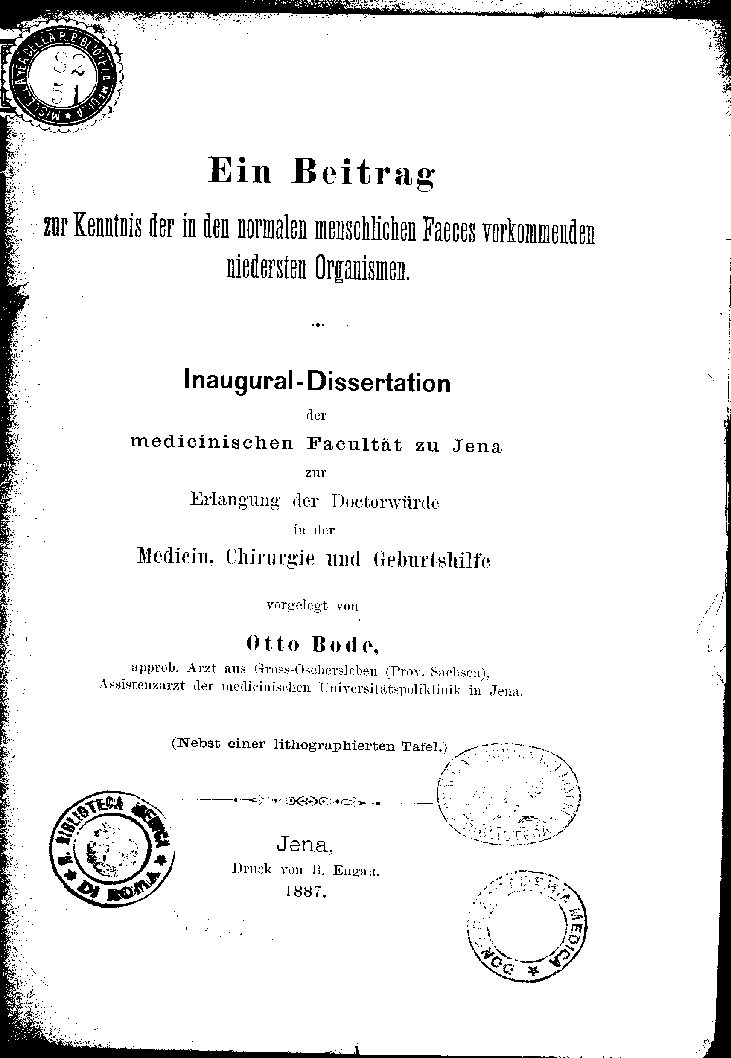 92
51
Ein Beitrag
zur Kenntnis der in den normalen menschlichen Faeces vorkommenden
niedersten Organismen.
Inaugural-Dissertation
der
medicinischen Facultät zu Jena
zur
Erlangung der Doctorwürde
in der
Medicin, Chirurgie und Geburtshilfe
vorgelegt von
Otto Bode,
approb. Arzt aus Gross-Oschersleben (Prov. Sachsen),
Assistenzarzt der medicinischen Universitätspoliklinik in Jena.
(Nebst einer lithographierten Tafel.)
R. BIBLIOTECA MEDICA
DI ROMA
Jena,
Druck von B. Engau.
1887.
MEDICA